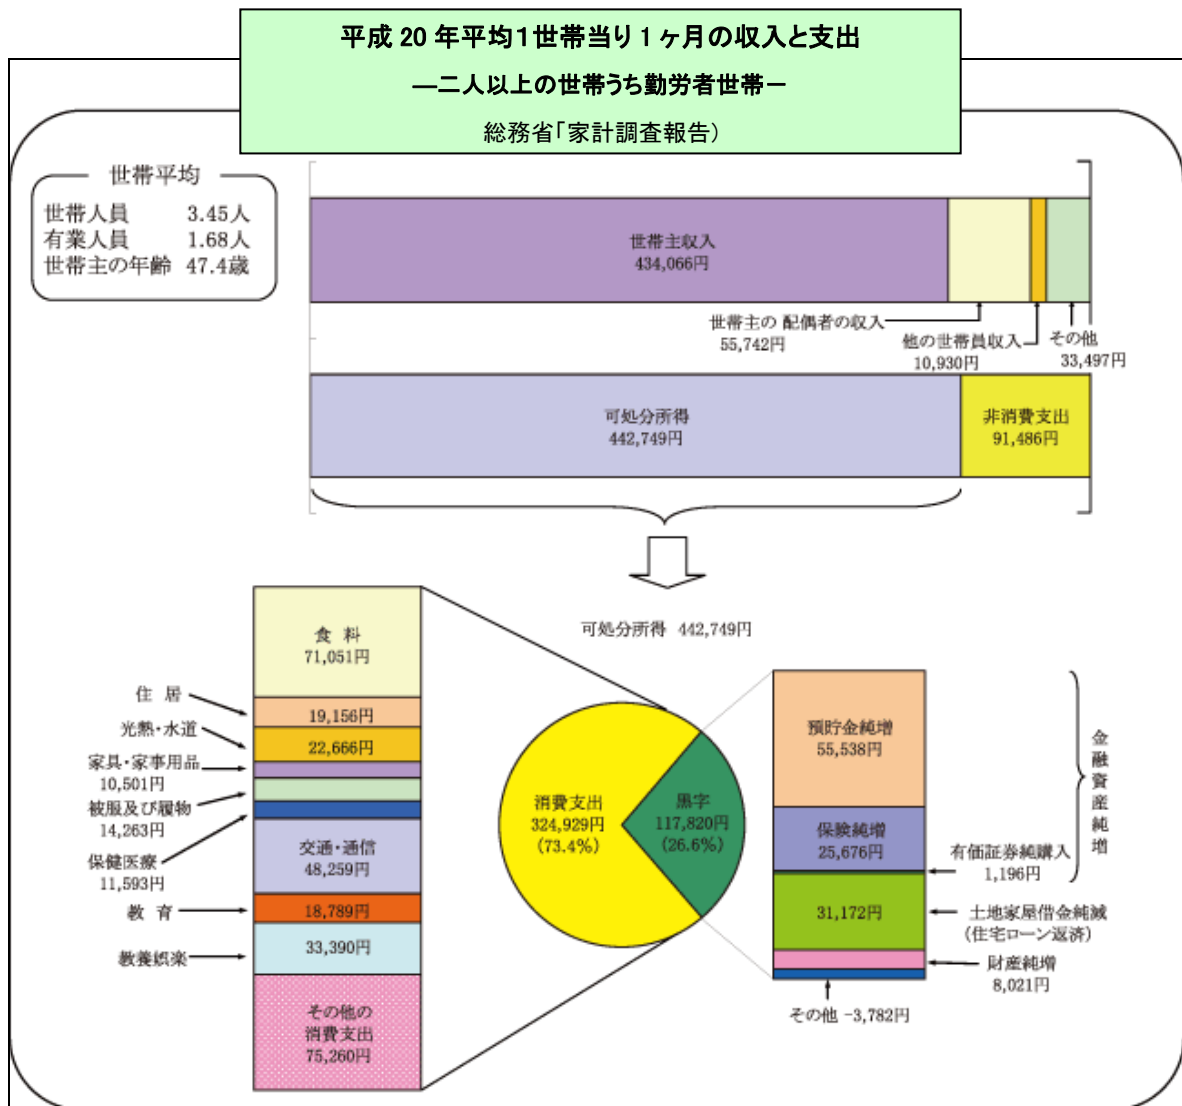 平成 20 年平均1世帯当り 1 ヶ月の収入と支出
―二人以上の世帯うち勤労者世帯－
総務省「家計調査報告）
世帯平均
世帯人員 3.45人
有業人員 1.68人
世帯主の年齢 47.4歳
世帯主収入
434,066円
世帯主の 配偶者の収入
55,742円
他の世帯員収入
10,930円
その他
33,497円
可処分所得
442,749円
非消費支出
91,486円
可処分所得 442,749円
食 料
71,051円
住 居
19,156円
光熱・水道
22,666円
家具・家事用品
10,501円
被服及び履物
14,263円
保健医療
11,593円
交通・通信
48,259円
教 育
18,789円
教養娯楽
33,390円
その他の
消費支出
75,260円
消費支出
324,929円
(73.4%)
黒字
117,820円
(26.6%)
預貯金純増
55,538円
保険純増
25,676円
有価証券純購入
1,196円
金融資産純増
31,172円
土地家屋借金純減
(住宅ローン返済)
財産純増
8,021円
その他 -3,782円